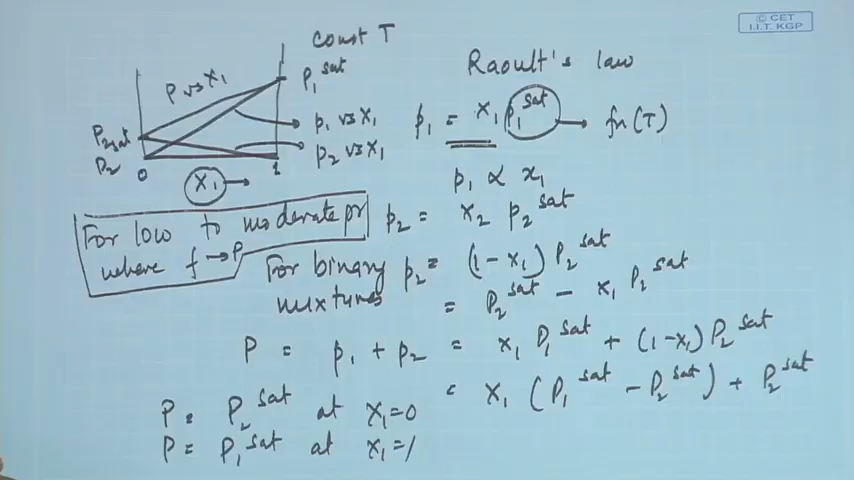 © CET
I.I.T. KGP
const T
Raoult's law
P vs X₁
P₁ sat
p₁ = x₁ p₁ sat → fn(T)
p₁ vs X₁
p₂ vs X₁
P₂sat
P₂
0
1
X₁ →
p₁ ∝ x₁
For low to moderate pr
where f → P
p₂ = x₂ p₂ sat
For binary
mixtures
p₂ = (1 - x₁) P₂ sat
= P₂ sat - x₁ P₂ sat
P = p₁ + p₂ = x₁ P₁ sat + (1-x₁) P₂ sat
= x₁ (P₁ sat - P₂ sat) + P₂ sat
P = P₂ sat at x₁=0
P = P₁ sat at x₁=1